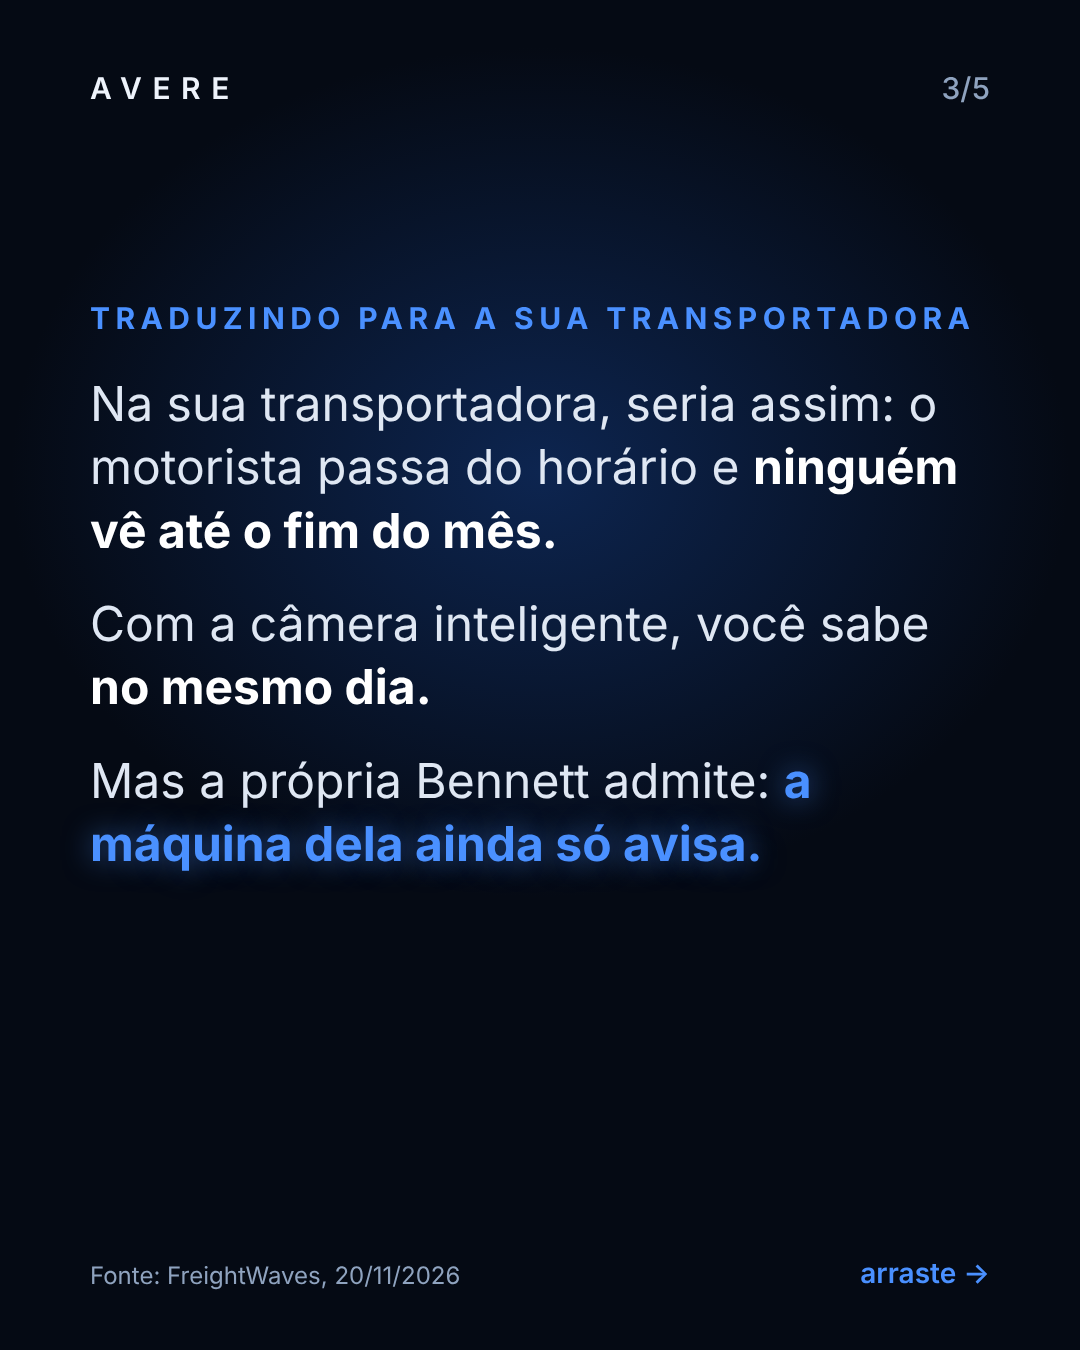 AVERE
3/5
TRADUZINDO PARA A SUA TRANSPORTADORA
Na sua transportadora, seria assim: o
motorista passa do horário e ninguém
vê até o fim do mês.
Com a câmera inteligente, você sabe
no mesmo dia.
Mas a própria Bennett admite: a
máquina dela ainda só avisa.
Fonte: FreightWaves, 20/11/2026
arraste →